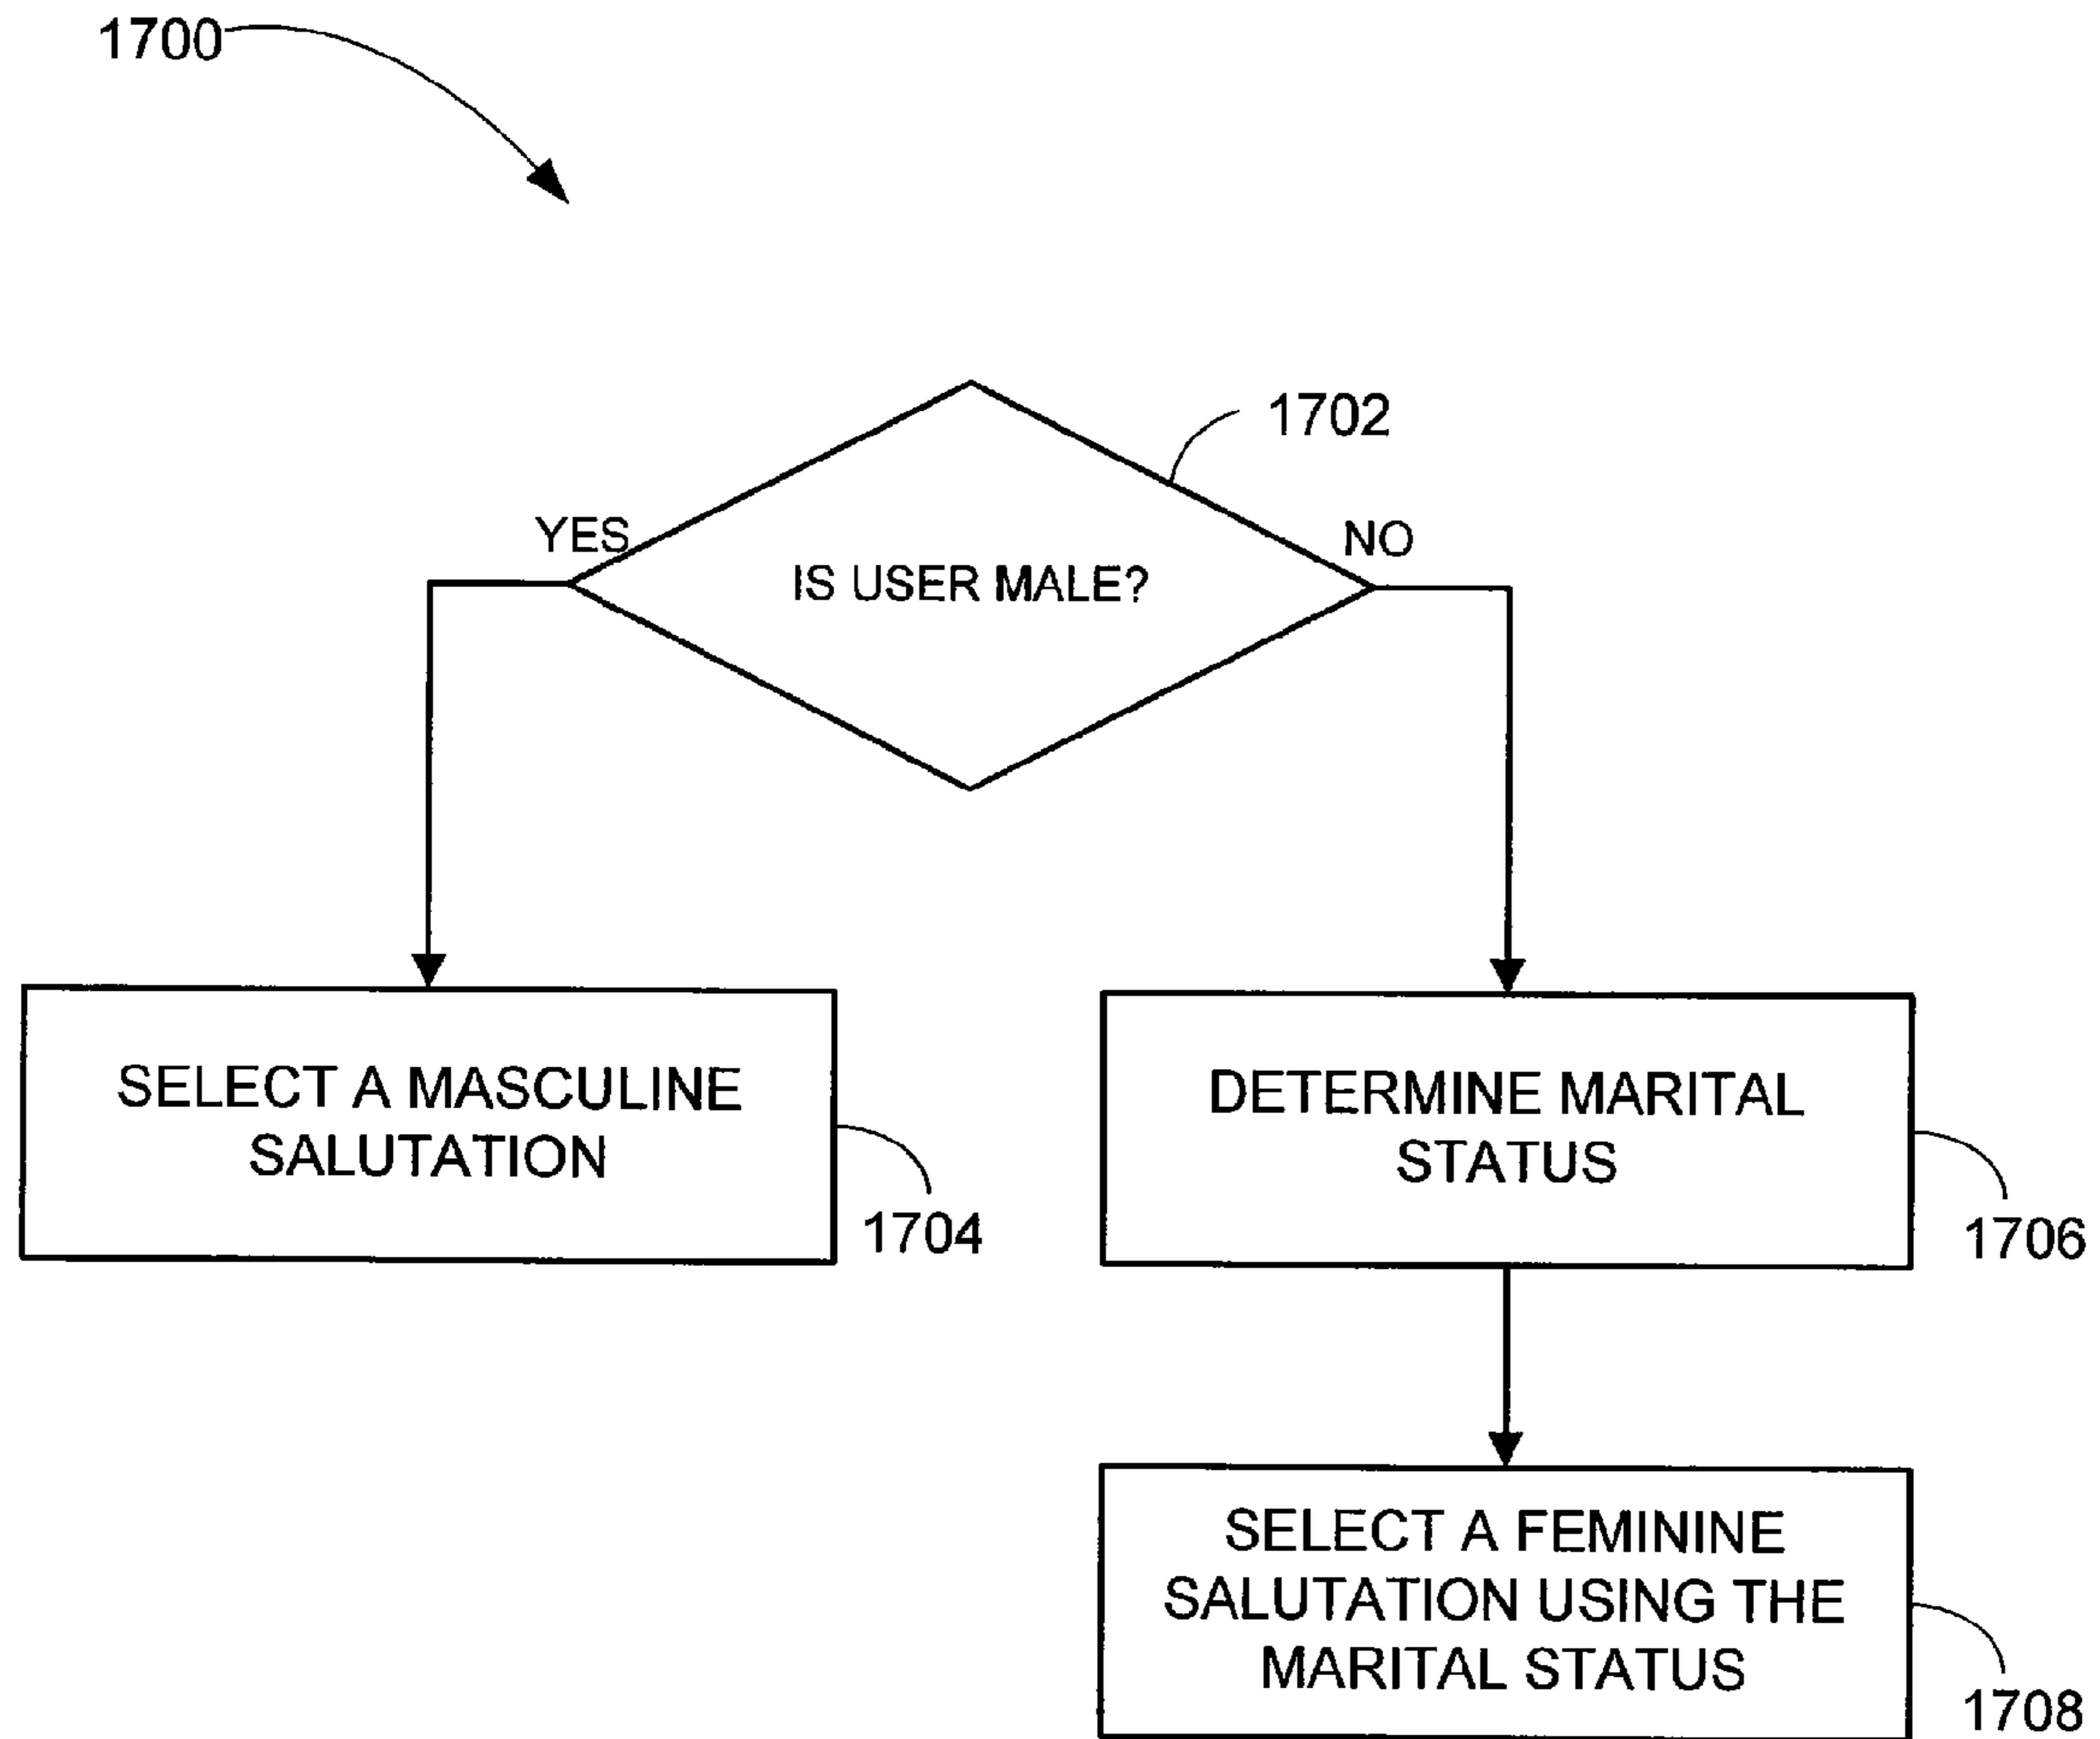 1700
1702
YES
NO
IS USER MALE?
SELECT A MASCULINE
SALUTATION
1704
DETERMINE MARITAL
STATUS
1706
SELECT A FEMININE
SALUTATION USING THE
MARITAL STATUS
1708